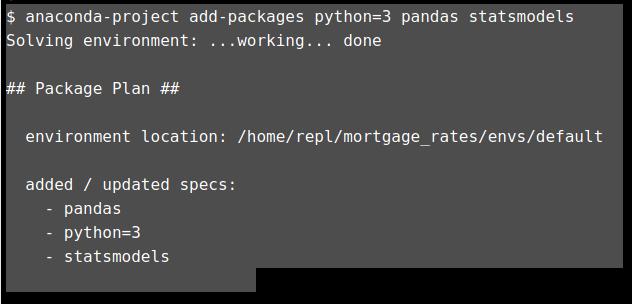 $ anaconda-project add-packages python=3 pandas statsmodels
Solving environment: ...working... done
## Package Plan ##
environment location: /home/repl/mortgage_rates/envs/default
added / updated specs:
- pandas
- python=3
- statsmodels